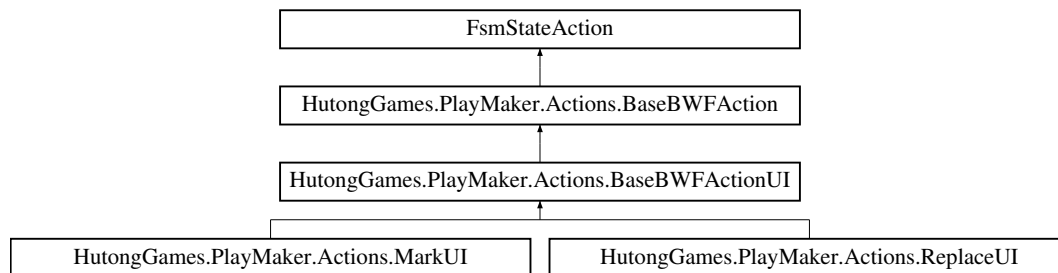 FsmStateAction
HutongGames.PlayMaker.Actions.BaseBWFAction
HutongGames.PlayMaker.Actions.BaseBWFActionUI
HutongGames.PlayMaker.Actions.MarkUI
HutongGames.PlayMaker.Actions.ReplaceUI